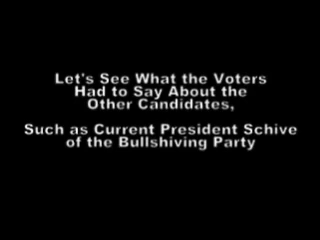 Let's See What the Voters
Had to Say About the
Other Candidates,
Such as Current President Schive
of the Bullshiving Party